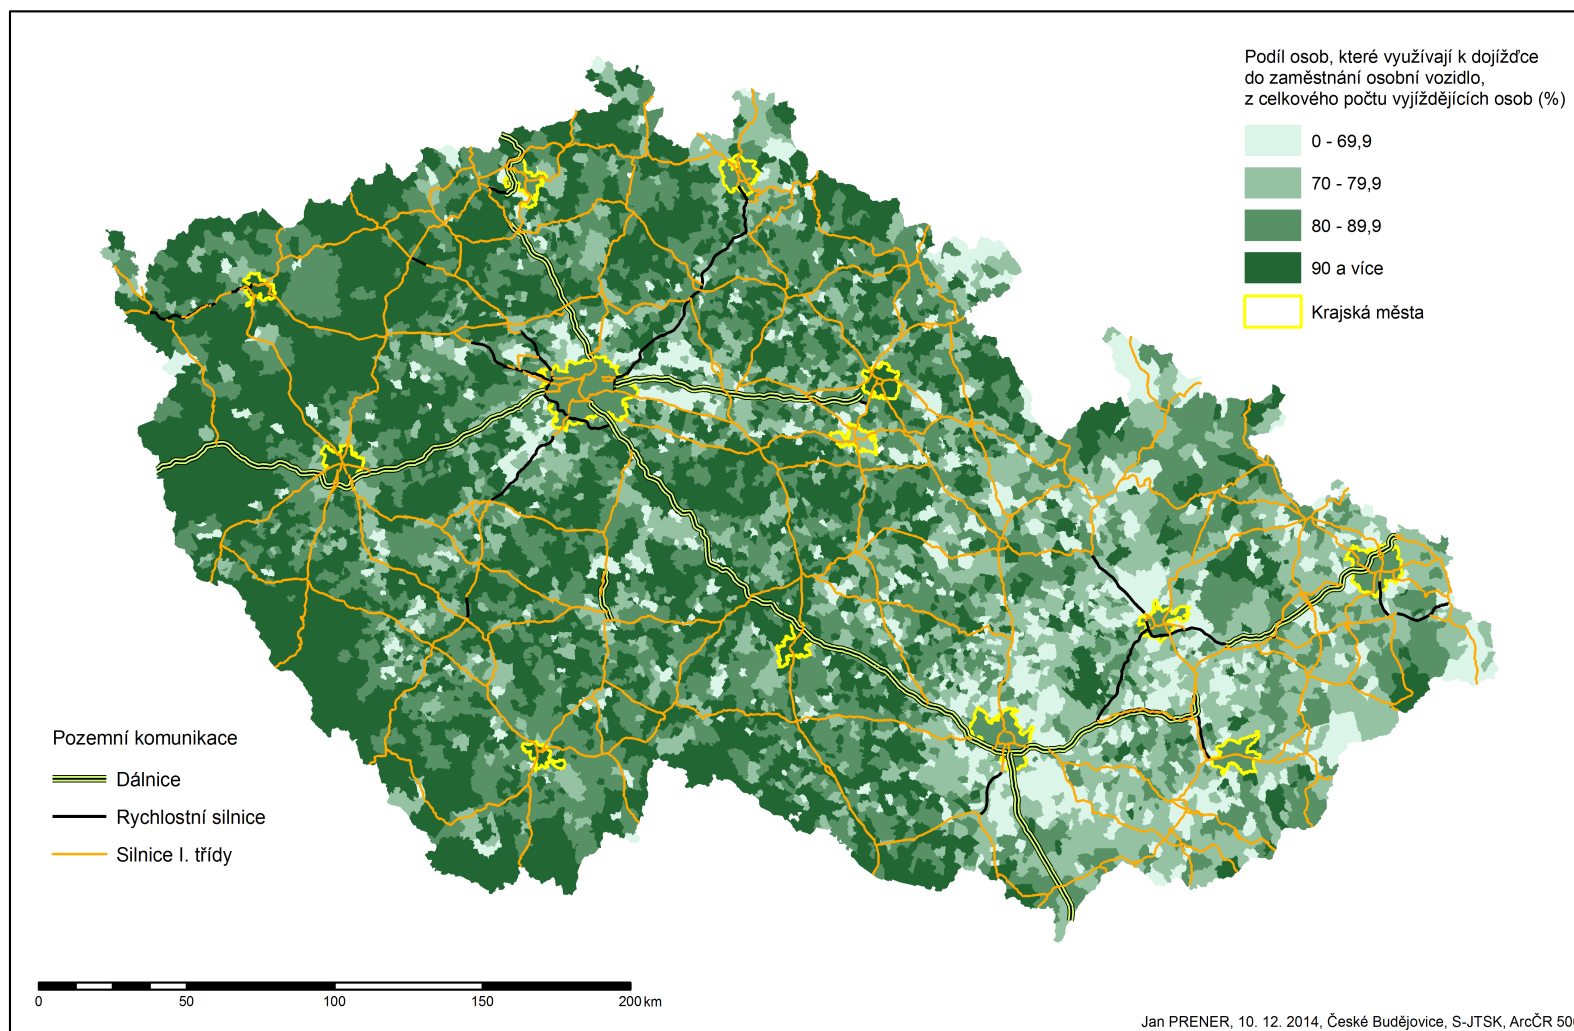 Podíl osob, které využívají k dojížďce
do zaměstnání osobní vozidlo,
z celkového počtu vyjíždějících osob (%)
0 - 69,9
70 - 79,9
80 - 89,9
90 a více
Krajská města
Pozemní komunikace
Dálnice
Rychlostní silnice
Silnice I. třídy
0 50 100 150 200 km
Jan PRENER, 10. 12. 2014, České Budějovice, S-JTSK, ArcČR 500